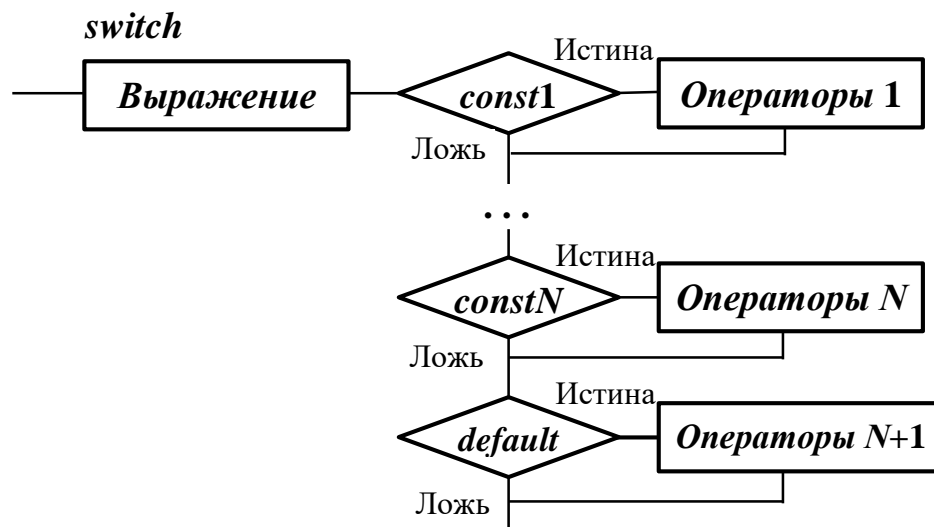 switch
Истина
Выражение
const1
Операторы 1
Ложь
...
Истина
constN
Операторы N
Ложь
Истина
default
Операторы N+1
Ложь